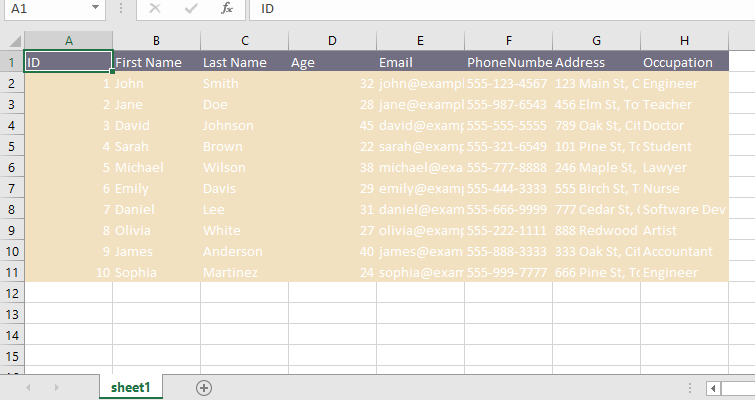 A1 fx ID
A B C D E F G H
1 ID First Name Last Name Age Email PhoneNumbe Address Occupation
2 1 John Smith 32 john@exampl 555-123-4567 123 Main St, C Engineer
3 2 Jane Doe 28 jane@exampl 555-987-6543 456 Elm St, To Teacher
4 3 David Johnson 45 david@examp 555-555-5555 789 Oak St, Cit Doctor
5 4 Sarah Brown 22 sarah@examp 555-321-6549 101 Pine St, To Student
6 5 Michael Wilson 38 michael@exa 555-777-8888 246 Maple St, Lawyer
7 6 Emily Davis 29 emily@examp 555-444-3333 555 Birch St, T Nurse
8 7 Daniel Lee 31 daniel@exam 555-666-9999 777 Cedar St, Software Dev
9 8 Olivia White 27 olivia@examp 555-222-1111 888 Redwood Artist
10 9 James Anderson 40 james@exam 555-888-3333 333 Oak St, Cit Accountant
11 10 Sophia Martinez 24 sophia@exam 555-999-7777 666 Pine St, To Engineer
12
13
14
15
sheet1